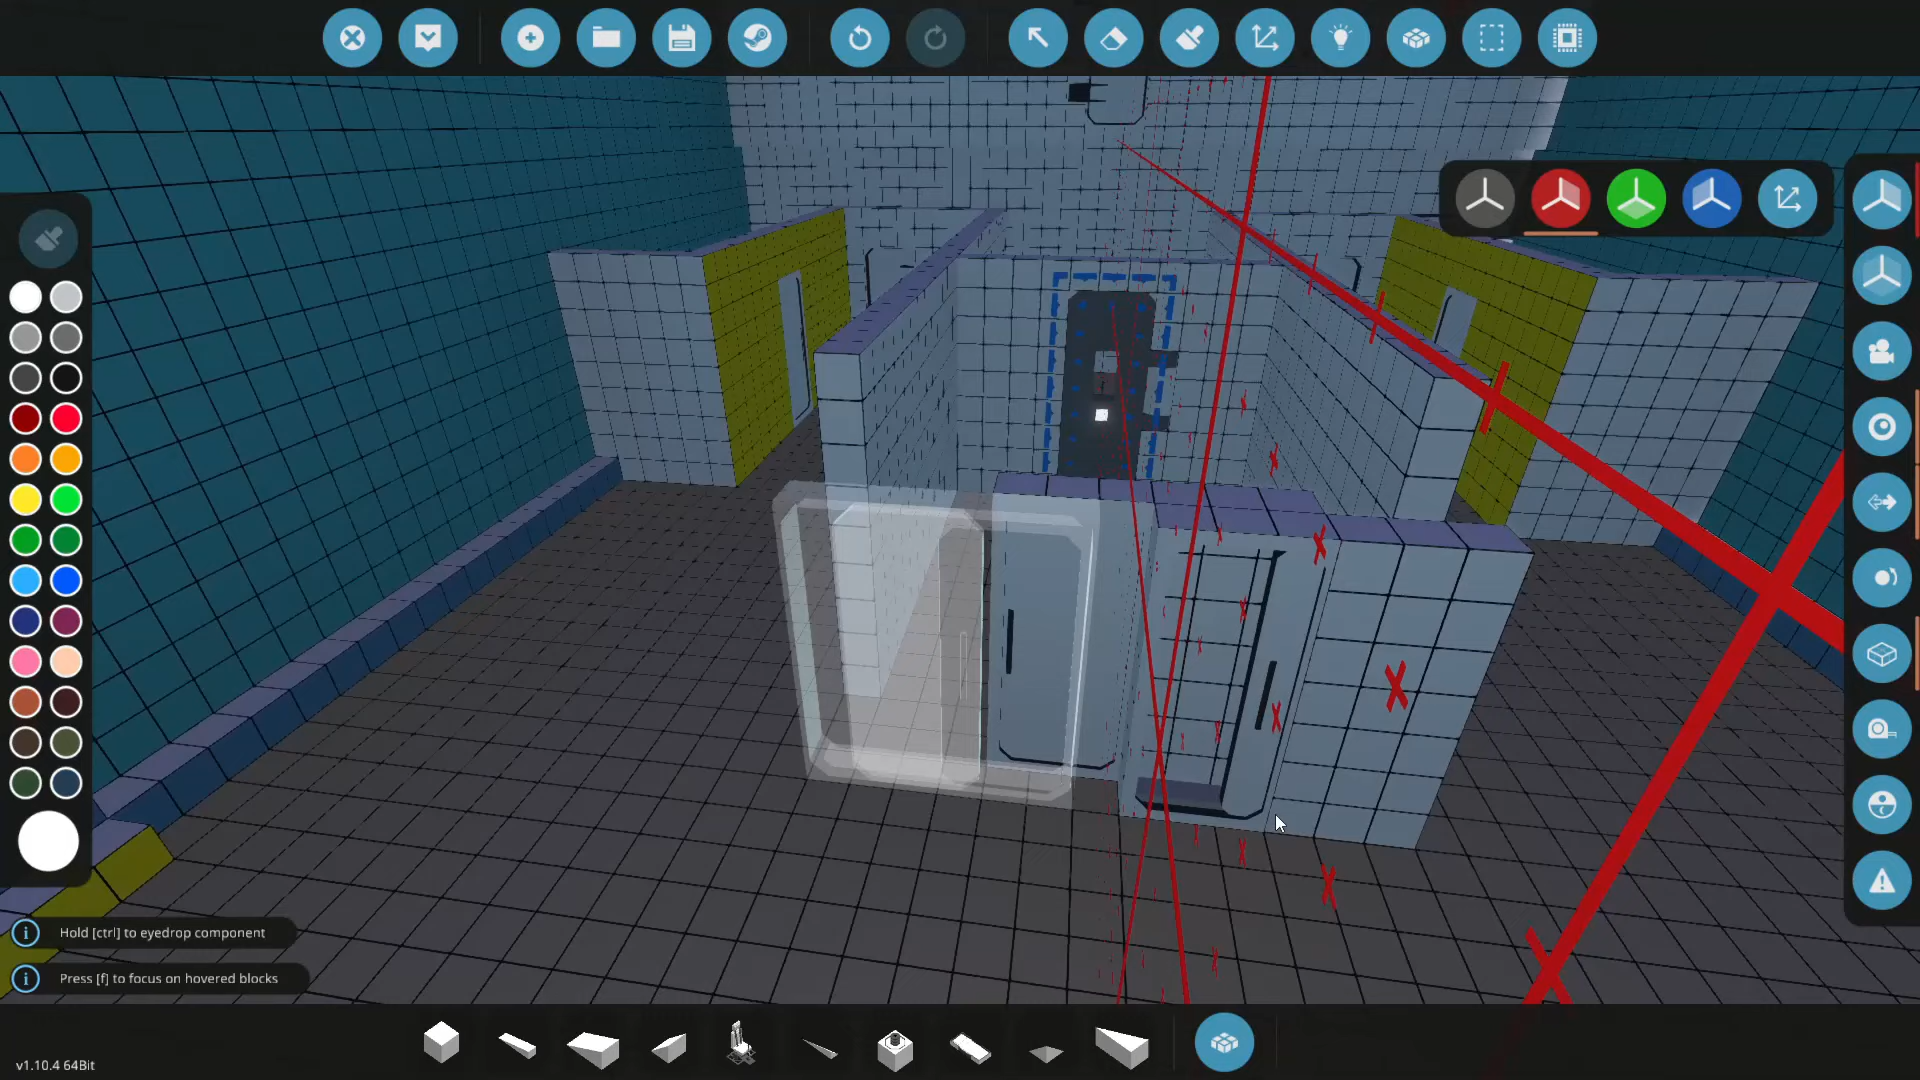 Hold [ctrl] to eyedrop component
Press [f] to focus on hovered blocks
v1.10.4 64Bit